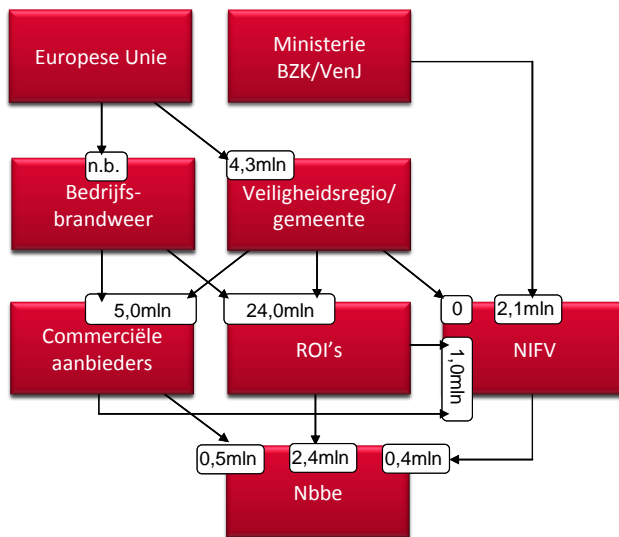 Europese Unie
Ministerie
BZK/VenJ
n.b.
4,3mln
Bedrijfs-
brandweer
Veiligheidsregio/
gemeente
5,0mln
24,0mln
0
2,1mln
Commerciële
aanbieders
ROI's
1,0mln
NIFV
0,5mln
2,4mln
0,4mln
Nbbe